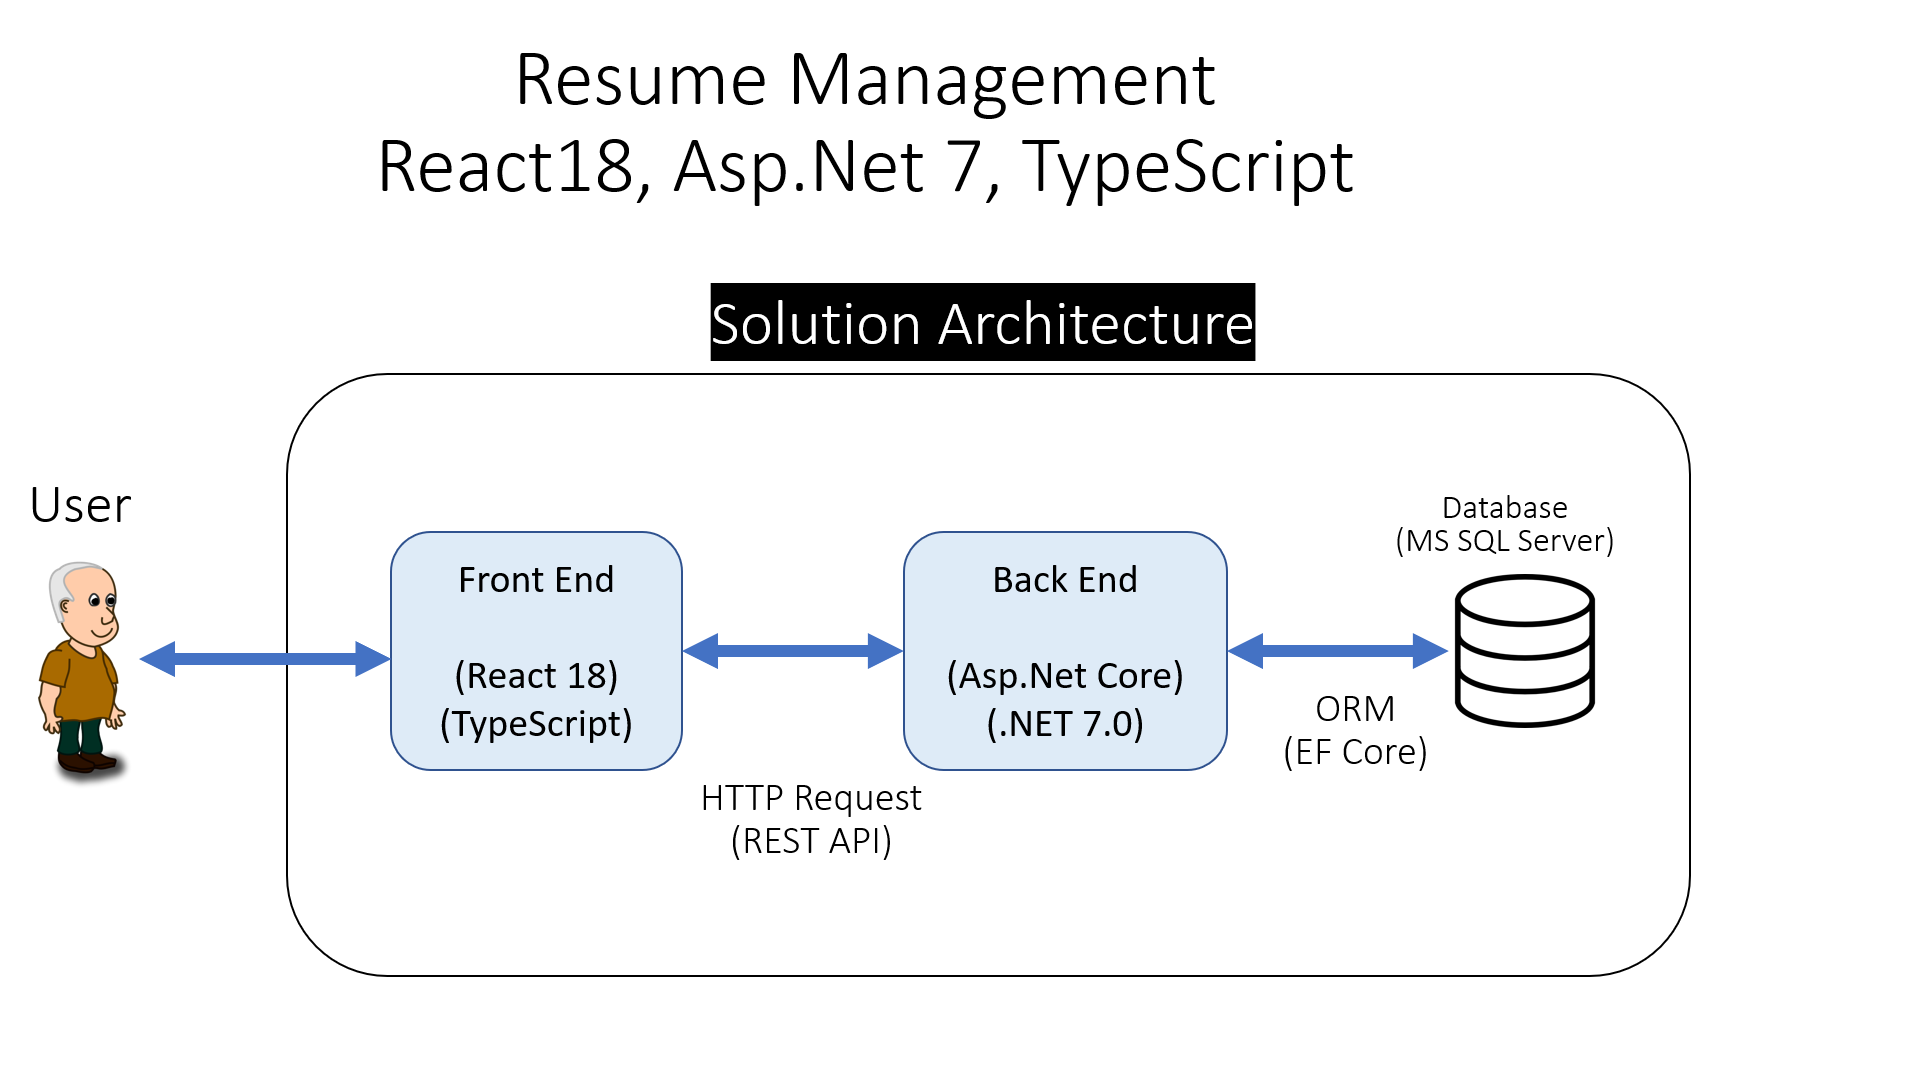 Resume Management
React18, Asp.Net 7, TypeScript
Solution Architecture
User
Front End
(React 18)
(TypeScript)
HTTP Request
(REST API)
Back End
(Asp.Net Core)
(.NET 7.0)
ORM
(EF Core)
Database
(MS SQL Server)